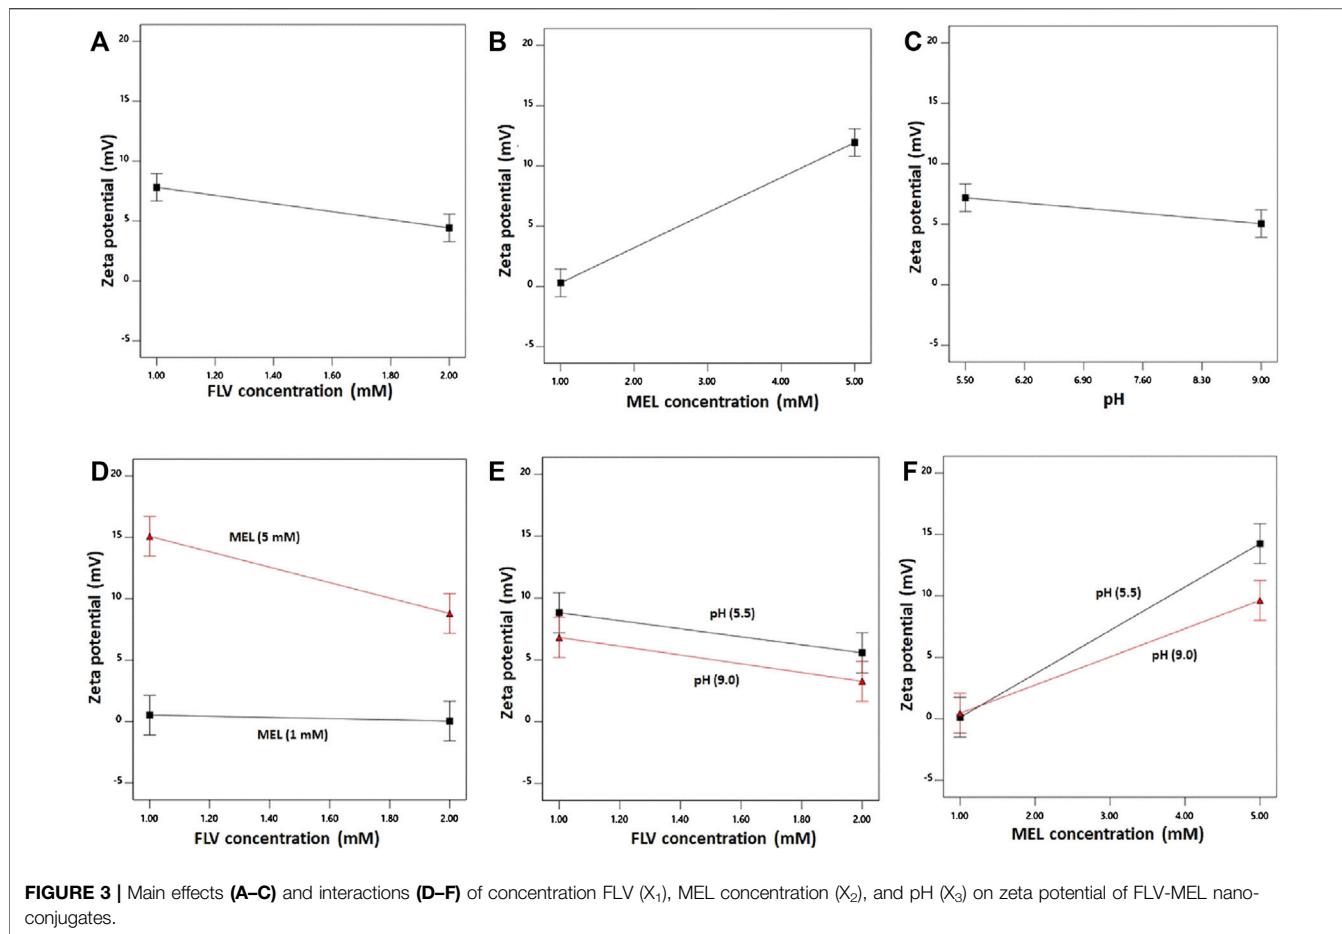 A
20
15
10
5
0
-5
Zeta potential (mV)
1.00 1.20 1.40 1.60 1.80 2.00
FLV concentration (mM)
B
20
15
10
5
0
-5
Zeta potential (mV)
1.00 2.00 3.00 4.00 5.00
MEL concentration (mM)
C
20
15
10
5
0
-5
Zeta potential (mV)
5.50 6.20 6.90 7.60 8.30 9.00
pH
D
20
15
10
5
0
-5
Zeta potential (mV)
MEL (5 mM)
MEL (1 mM)
1.00 1.20 1.40 1.60 1.80 2.00
FLV concentration (mM)
E
20
15
10
5
0
-5
Zeta potential (mV)
pH (5.5)
pH (9.0)
1.00 1.20 1.40 1.60 1.80 2.00
FLV concentration (mM)
F
20
15
10
5
0
-5
Zeta potential (mV)
pH (5.5)
pH (9.0)
1.00 2.00 3.00 4.00 5.00
MEL concentration (mM)
FIGURE 3 | Main effects (A–C) and interactions (D–F) of concentration FLV (X₁), MEL concentration (X₂), and pH (X₃) on zeta potential of FLV-MEL nano-
conjugates.